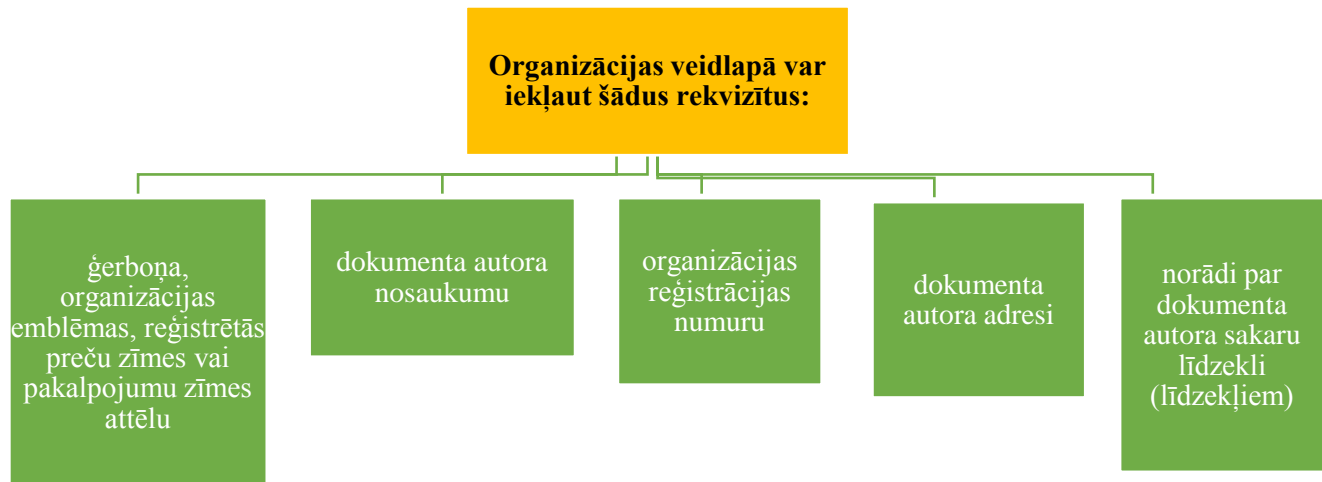 Organizācijas veidlapā var
iekļaut šādus rekvizītus:
ģerboņa,
organizācijas
emblēmas, reģistrētās
preču zīmes vai
pakalpojumu zīmes
attēlu
dokumenta autora
nosaukumu
organizācijas
reģistrācijas
numuru
dokumenta
autora adresi
norādi par
dokumenta
autora sakaru
līdzekli
(līdzekļiem)